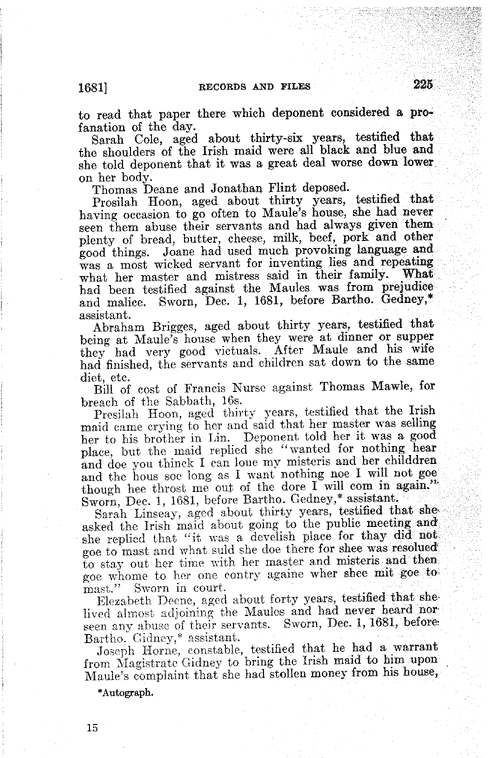 1681]
RECORDS AND FILES
225
to read that paper there which deponent considered a pro-
fanation of the day.
Sarah Cole, aged about thirty-six years, testified that
the shoulders of the Irish maid were all black and blue and
she told deponent that it was a great deal worse down lower
on her body.
Thomas Deane and Jonathan Flint deposed.
Prosilah Hoon, aged about thirty years, testified that
having occasion to go often to Maule's house, she had never
seen them abuse their servants and had always given them
plenty of bread, butter, cheese, milk, beef, pork and other
good things. Joane had used much provoking language and
was a most wicked servant for inventing lies and repeating
what her master and mistress said in their family. What
had been testified against the Maules was from prejudice
and malice. Sworn, Dec. 1, 1681, before Bartho. Gedney,*
assistant.
Abraham Brigges, aged about thirty years, testified that
being at Maule's house when they were at dinner or supper
they had very good victuals. After Maule and his wife
had finished, the servants and children sat down to the same
diet, etc.
Bill of cost of Francis Nurse against Thomas Mawle, for
breach of the Sabbath, 16s.
Presilah Hoon, aged thirty years, testified that the Irish
maid came crying to her and said that her master was selling
her to his brother in Lin. Deponent told her it was a good
place, but the maid replied she "wanted for nothing hear
and doe you thinck I can loue my misteris and her childdren
and the hous soe long as I want nothing noe I will not goe
though hee throst me out of the dore I will com in again."
Sworn, Dec. 1, 1681, before Bartho. Gedney,* assistant.
Sarah Linseay, aged about thirty years, testified that she
asked the Irish maid about going to the public meeting and
she replied that "it was a develish place for thay did not
goe to mast and what suld she doe there for shee was resolued
to stay out her time with her master and misteris and then
goe whome to her one contry againe wher shee mit goe to
mast." Sworn in court.
Elezabeth Deene, aged about forty years, testified that she
lived almost adjoining the Maules and had never heard nor
seen any abuse of their servants. Sworn, Dec. 1, 1681, before
Bartho. Gidney,* assistant.
Joseph Horne, constable, testified that he had a warrant
from Magistrate Gidney to bring the Irish maid to him upon
Maule's complaint that she had stollen money from his house,
*Autograph.
15